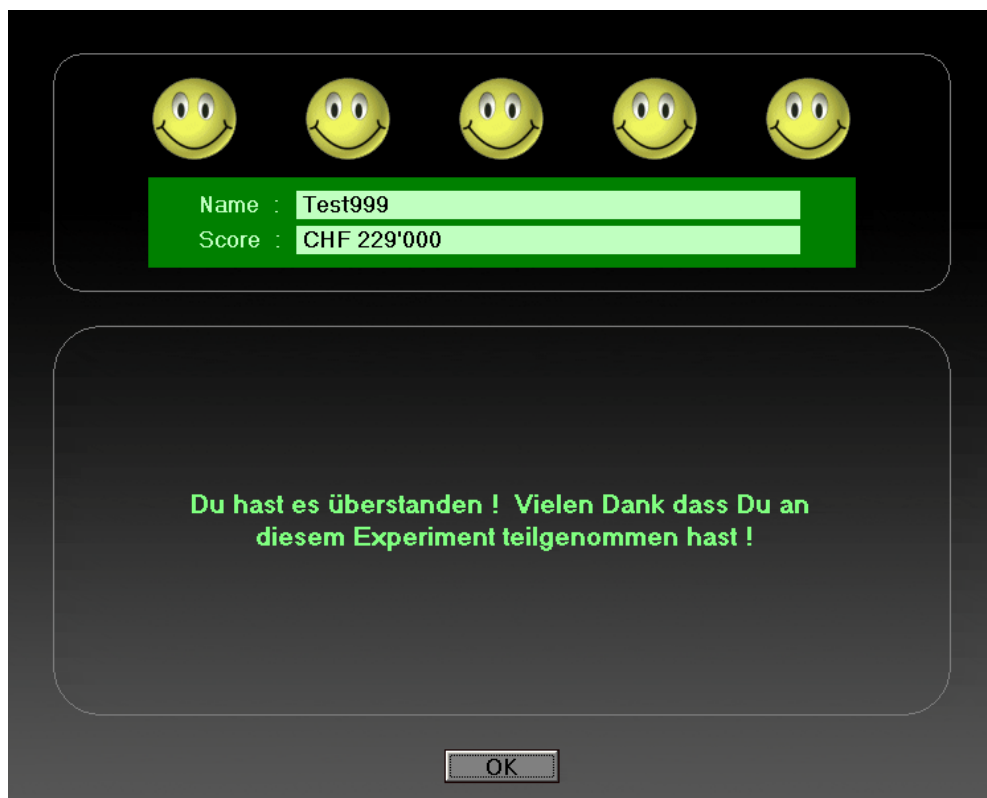 Name : Test999
Score : CHF 229'000
Du hast es überstanden ! Vielen Dank dass Du an
diesem Experiment teilgenommen hast !
OK